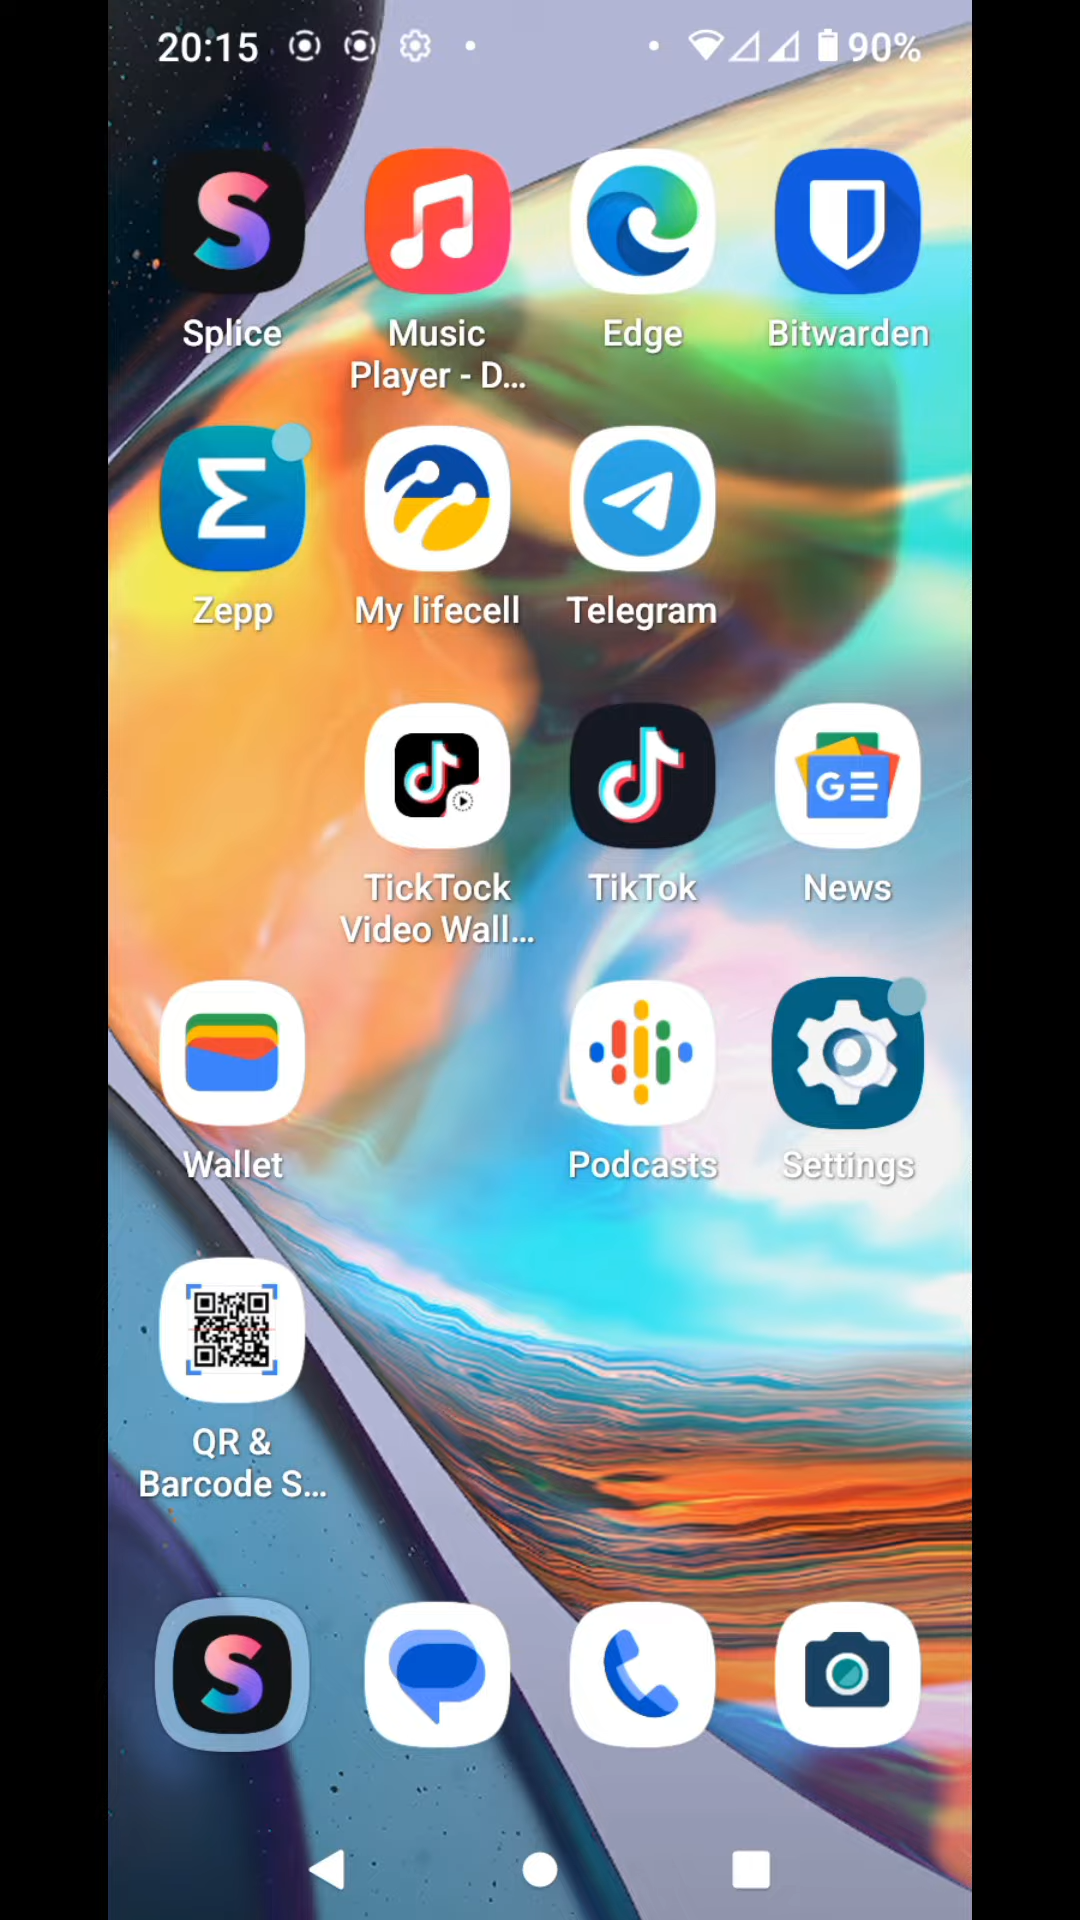 20:15
90%
Splice
Music
Player - D...
Edge
Bitwarden
Zepp
My lifecell
Telegram
TickTock
Video Wall...
TikTok
GE
News
Wallet
Podcasts
Settings
QR &
Barcode S...